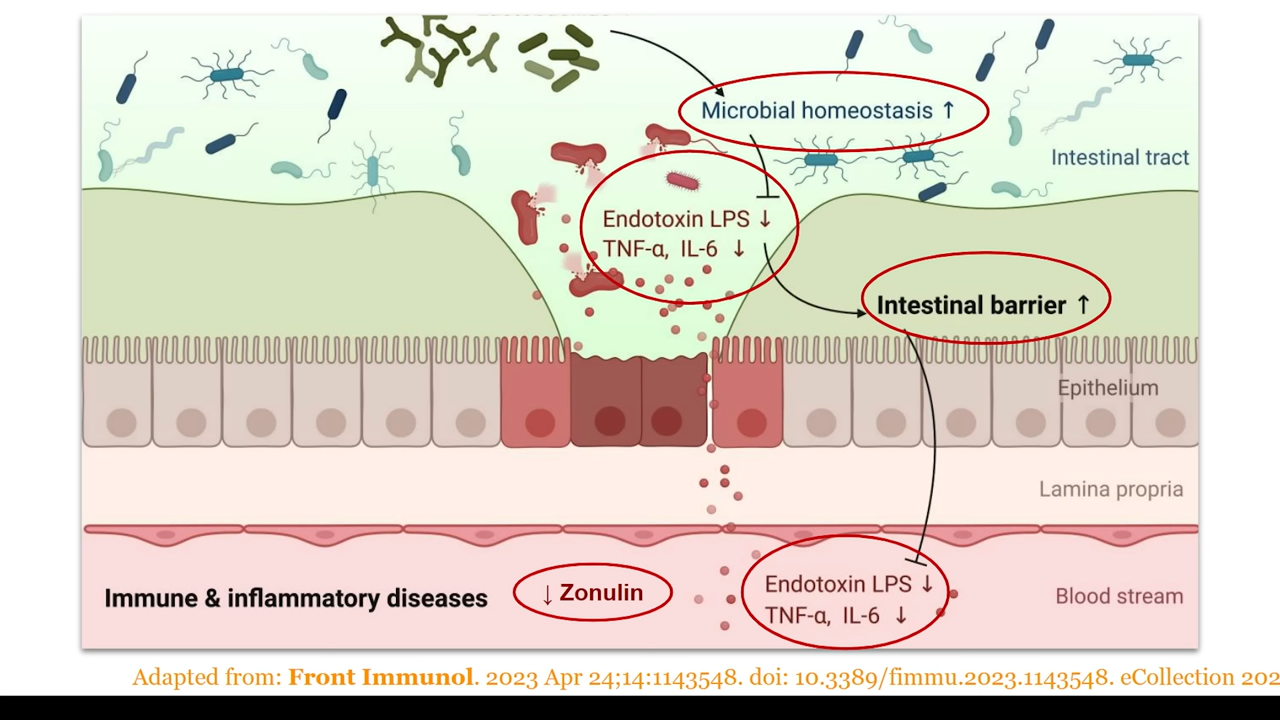 Microbial homeostasis ↑
Intestinal tract
Endotoxin LPS ↓
TNF-α, IL-6 ↓
Intestinal barrier ↑
Epithelium
Lamina propria
Endotoxin LPS ↓
TNF-α, IL-6 ↓
Immune & inflammatory diseases
↓ Zonulin
Blood stream
Adapted from: Front Immunol. 2023 Apr 24;14:1143548. doi: 10.3389/fimmu.2023.1143548. eCollection 202